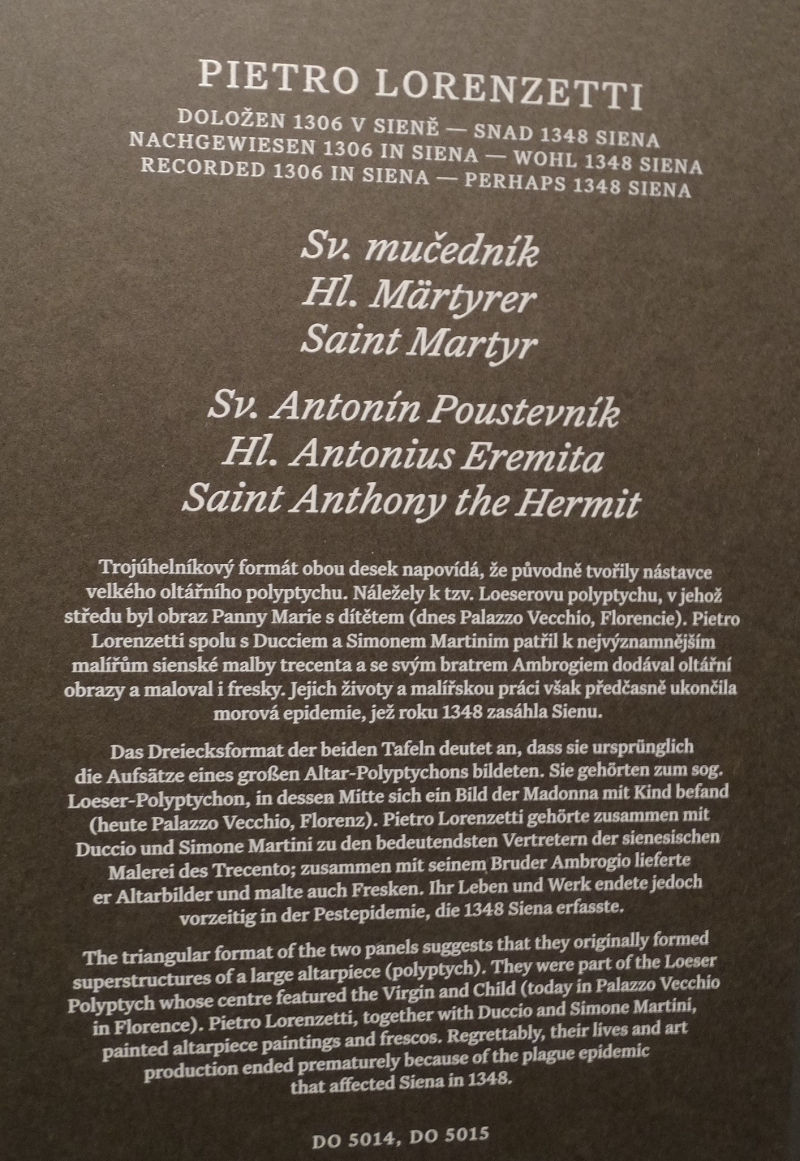 PIETRO LORENZETTI
DOLOŽEN 1306 V SIENĚ — SNAD 1348 SIENA
NACHGEWIESEN 1306 IN SIENA — WOHL 1348 SIENA
RECORDED 1306 IN SIENA — PERHAPS 1348 SIENA
Sv. mučedník
Hl. Märtyrer
Saint Martyr
Sv. Antonín Poustevník
Hl. Antonius Eremita
Saint Anthony the Hermit
Trojúhelníkový formát obou desek napovídá, že původně tvořily nástavce
velkého oltářního polyptychu. Náležely k tzv. Loeserovu polyptychu, v jehož
středu byl obraz Panny Marie s dítětem (dnes Palazzo Vecchio, Florencie). Pietro
Lorenzetti spolu s Ducciem a Simonem Martinim patřil k nejvýznamnějším
malířům sienské malby trecenta a se svým bratrem Ambrogiem dodával oltářní
obrazy a maloval i fresky. Jejich životy a malířskou práci však předčasně ukončila
morová epidemie, jež roku 1348 zasáhla Sienu.
Das Dreiecksformat der beiden Tafeln deutet an, dass sie ursprünglich
die Aufsätze eines großen Altar-Polyptychons bildeten. Sie gehörten zum sog.
Loeser-Polyptychon, in dessen Mitte sich ein Bild der Madonna mit Kind befand
(heute Palazzo Vecchio, Florenz). Pietro Lorenzetti gehörte zusammen mit
Duccio und Simone Martini zu den bedeutendsten Vertretern der sienesischen
Malerei des Trecento; zusammen mit seinem Bruder Ambrogio lieferte
er Altarbilder und malte auch Fresken. Ihr Leben und Werk endete jedoch
vorzeitig in der Pestepidemie, die 1348 Siena erfasste.
The triangular format of the two panels suggests that they originally formed
superstructures of a large altarpiece (polyptych). They were part of the Loeser
Polyptych whose centre featured the Virgin and Child (today in Palazzo Vecchio
in Florence). Pietro Lorenzetti, together with Duccio and Simone Martini,
painted altarpiece paintings and frescos. Regrettably, their lives and art
production ended prematurely because of the plague epidemic
that affected Siena in 1348.
DO 5014, DO 5015